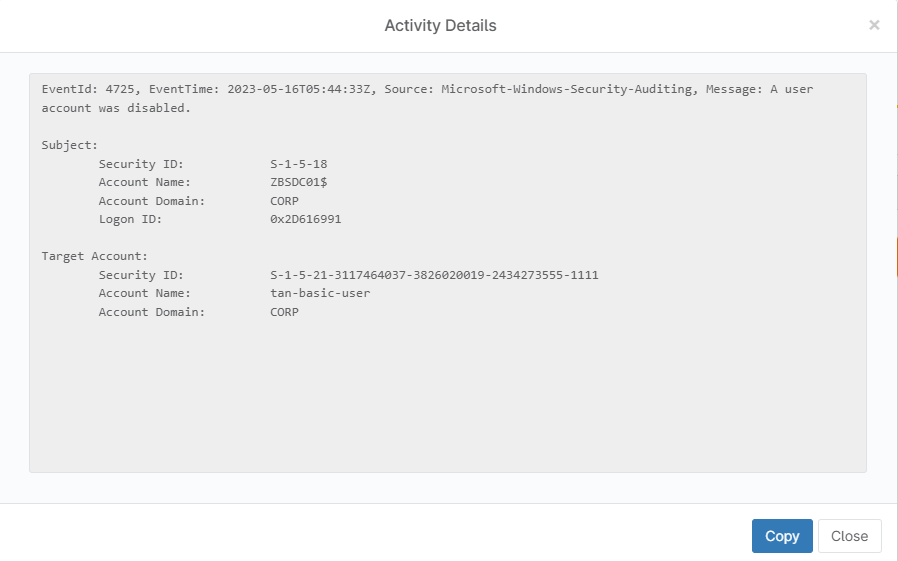 Activity Details
×
EventId: 4725, EventTime: 2023-05-16T05:44:33Z, Source: Microsoft-Windows-Security-Auditing, Message: A user
account was disabled.
Subject:
Security ID: S-1-5-18
Account Name: ZBSDC01$
Account Domain: CORP
Logon ID: 0x2D616991
Target Account:
Security ID: S-1-5-21-3117464037-3826020019-2434273555-1111
Account Name: tan-basic-user
Account Domain: CORP
Copy Close